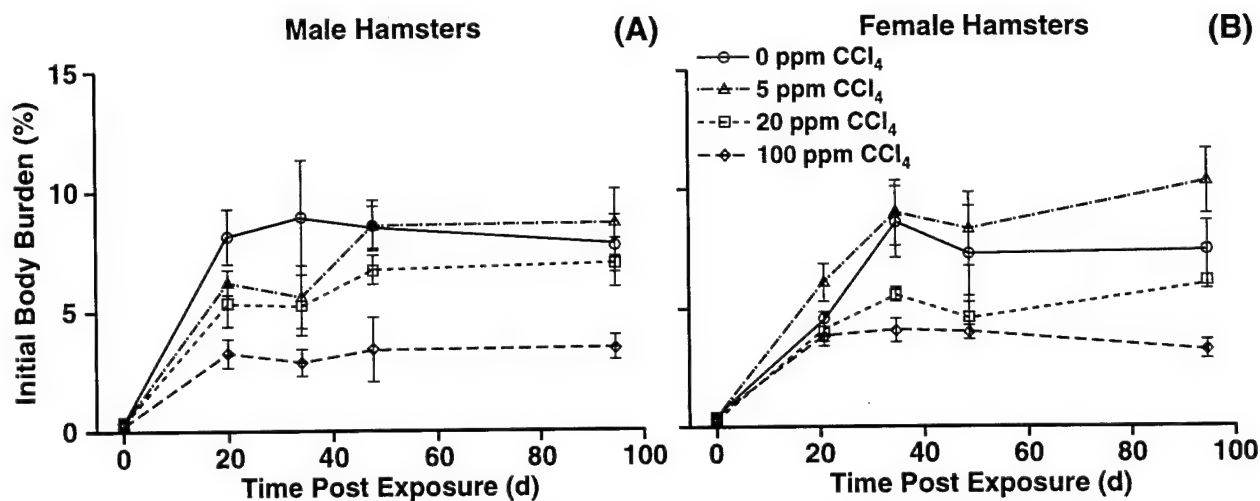 Male Hamsters
(A)
Female Hamsters
(B)
0 ppm CCl₄
5 ppm CCl₄
20 ppm CCl₄
100 ppm CCl₄
Initial Body Burden (%)
15
10
5
0
0 20 40 60 80 100
Time Post Exposure (d)
0 20 40 60 80 100
Time Post Exposure (d)